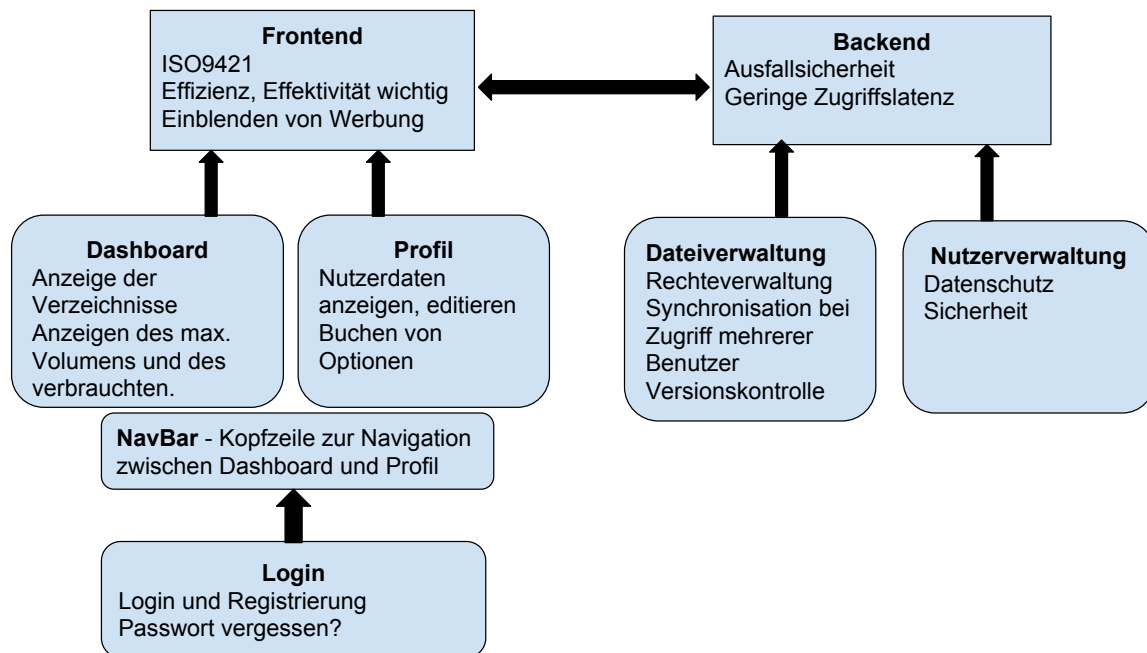 Frontend
ISO9421
Effizienz, Effektivität wichtig
Einblenden von Werbung
Backend
Ausfallsicherheit
Geringe Zugriffslatenz
Dashboard
Anzeige der
Verzeichnisse
Anzeigen des max.
Volumens und des
verbrauchten.
Profil
Nutzerdaten
anzeigen, editieren
Buchen von
Optionen
Dateiverwaltung
Rechteverwaltung
Synchronisation bei
Zugriff mehrerer
Benutzer
Versionskontrolle
Nutzerverwaltung
Datenschutz
Sicherheit
NavBar - Kopfzeile zur Navigation
zwischen Dashboard und Profil
Login
Login und Registrierung
Passwort vergessen?